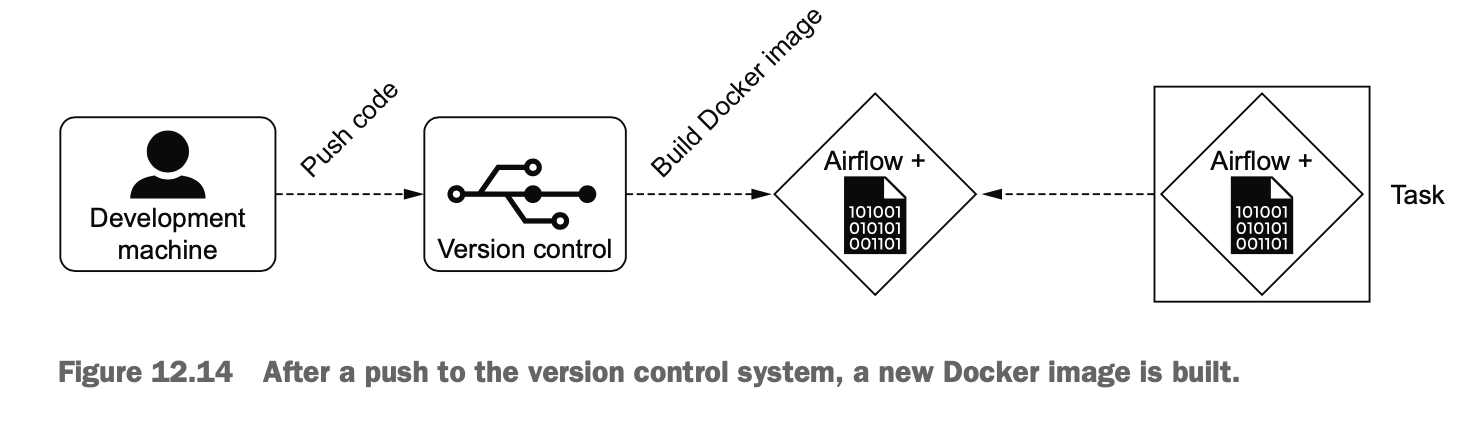 Push code
Build Docker image
Development
machine
Version control
Airflow +
101001
010101
001101
Airflow +
101001
010101
001101
Task
Figure 12.14 After a push to the version control system, a new Docker image is built.